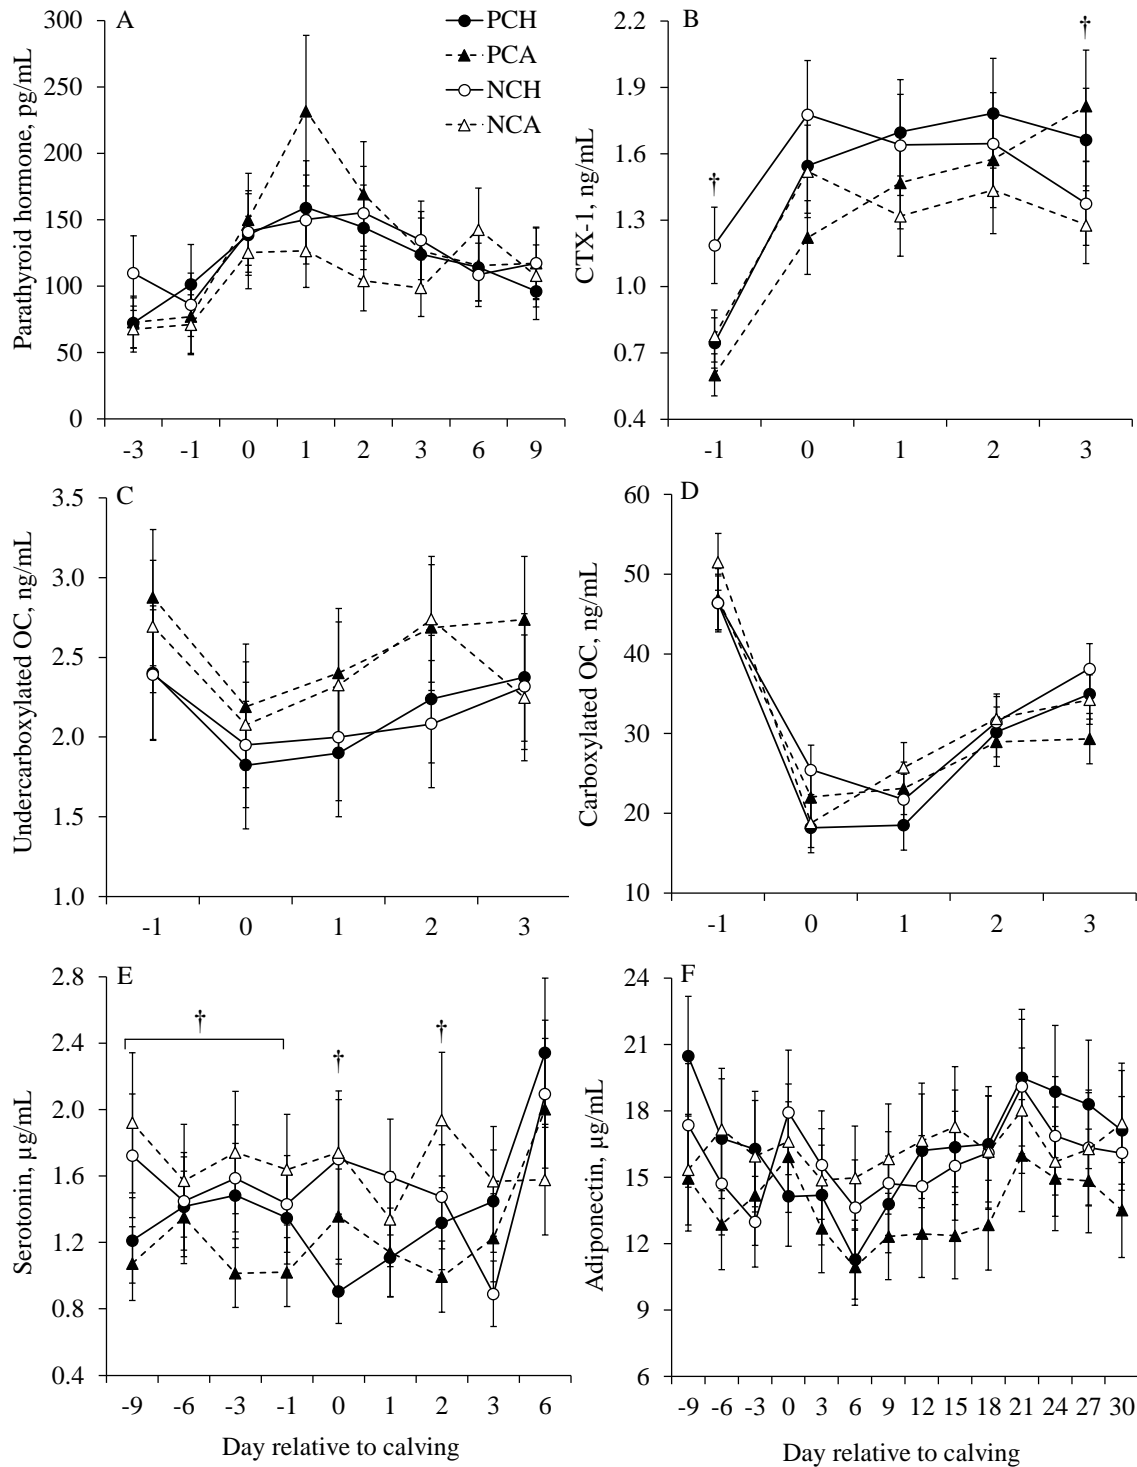 A
PCH
PCA
NCH
NCA
Parathyroid hormone, pg/mL
300
250
200
150
100
50
0
-3 -1 0 1 2 3 6 9
B
†
†
CTX-1, ng/mL
2.2
1.9
1.6
1.3
1.0
0.7
0.4
-1 0 1 2 3
C
Undercarboxylated OC, ng/mL
3.5
3.0
2.5
2.0
1.5
1.0
-1 0 1 2 3
D
Carboxylated OC, ng/mL
60
50
40
30
20
10
-1 0 1 2 3
E
†
†
†
Serotonin, µg/mL
2.8
2.4
2.0
1.6
1.2
0.8
0.4
-9 -6 -3 -1 0 1 2 3 6
Day relative to calving
F
Adiponectin, µg/mL
24
21
18
15
12
9
6
-9 -6 -3 0 3 6 9 12 15 18 21 24 27 30
Day relative to calving